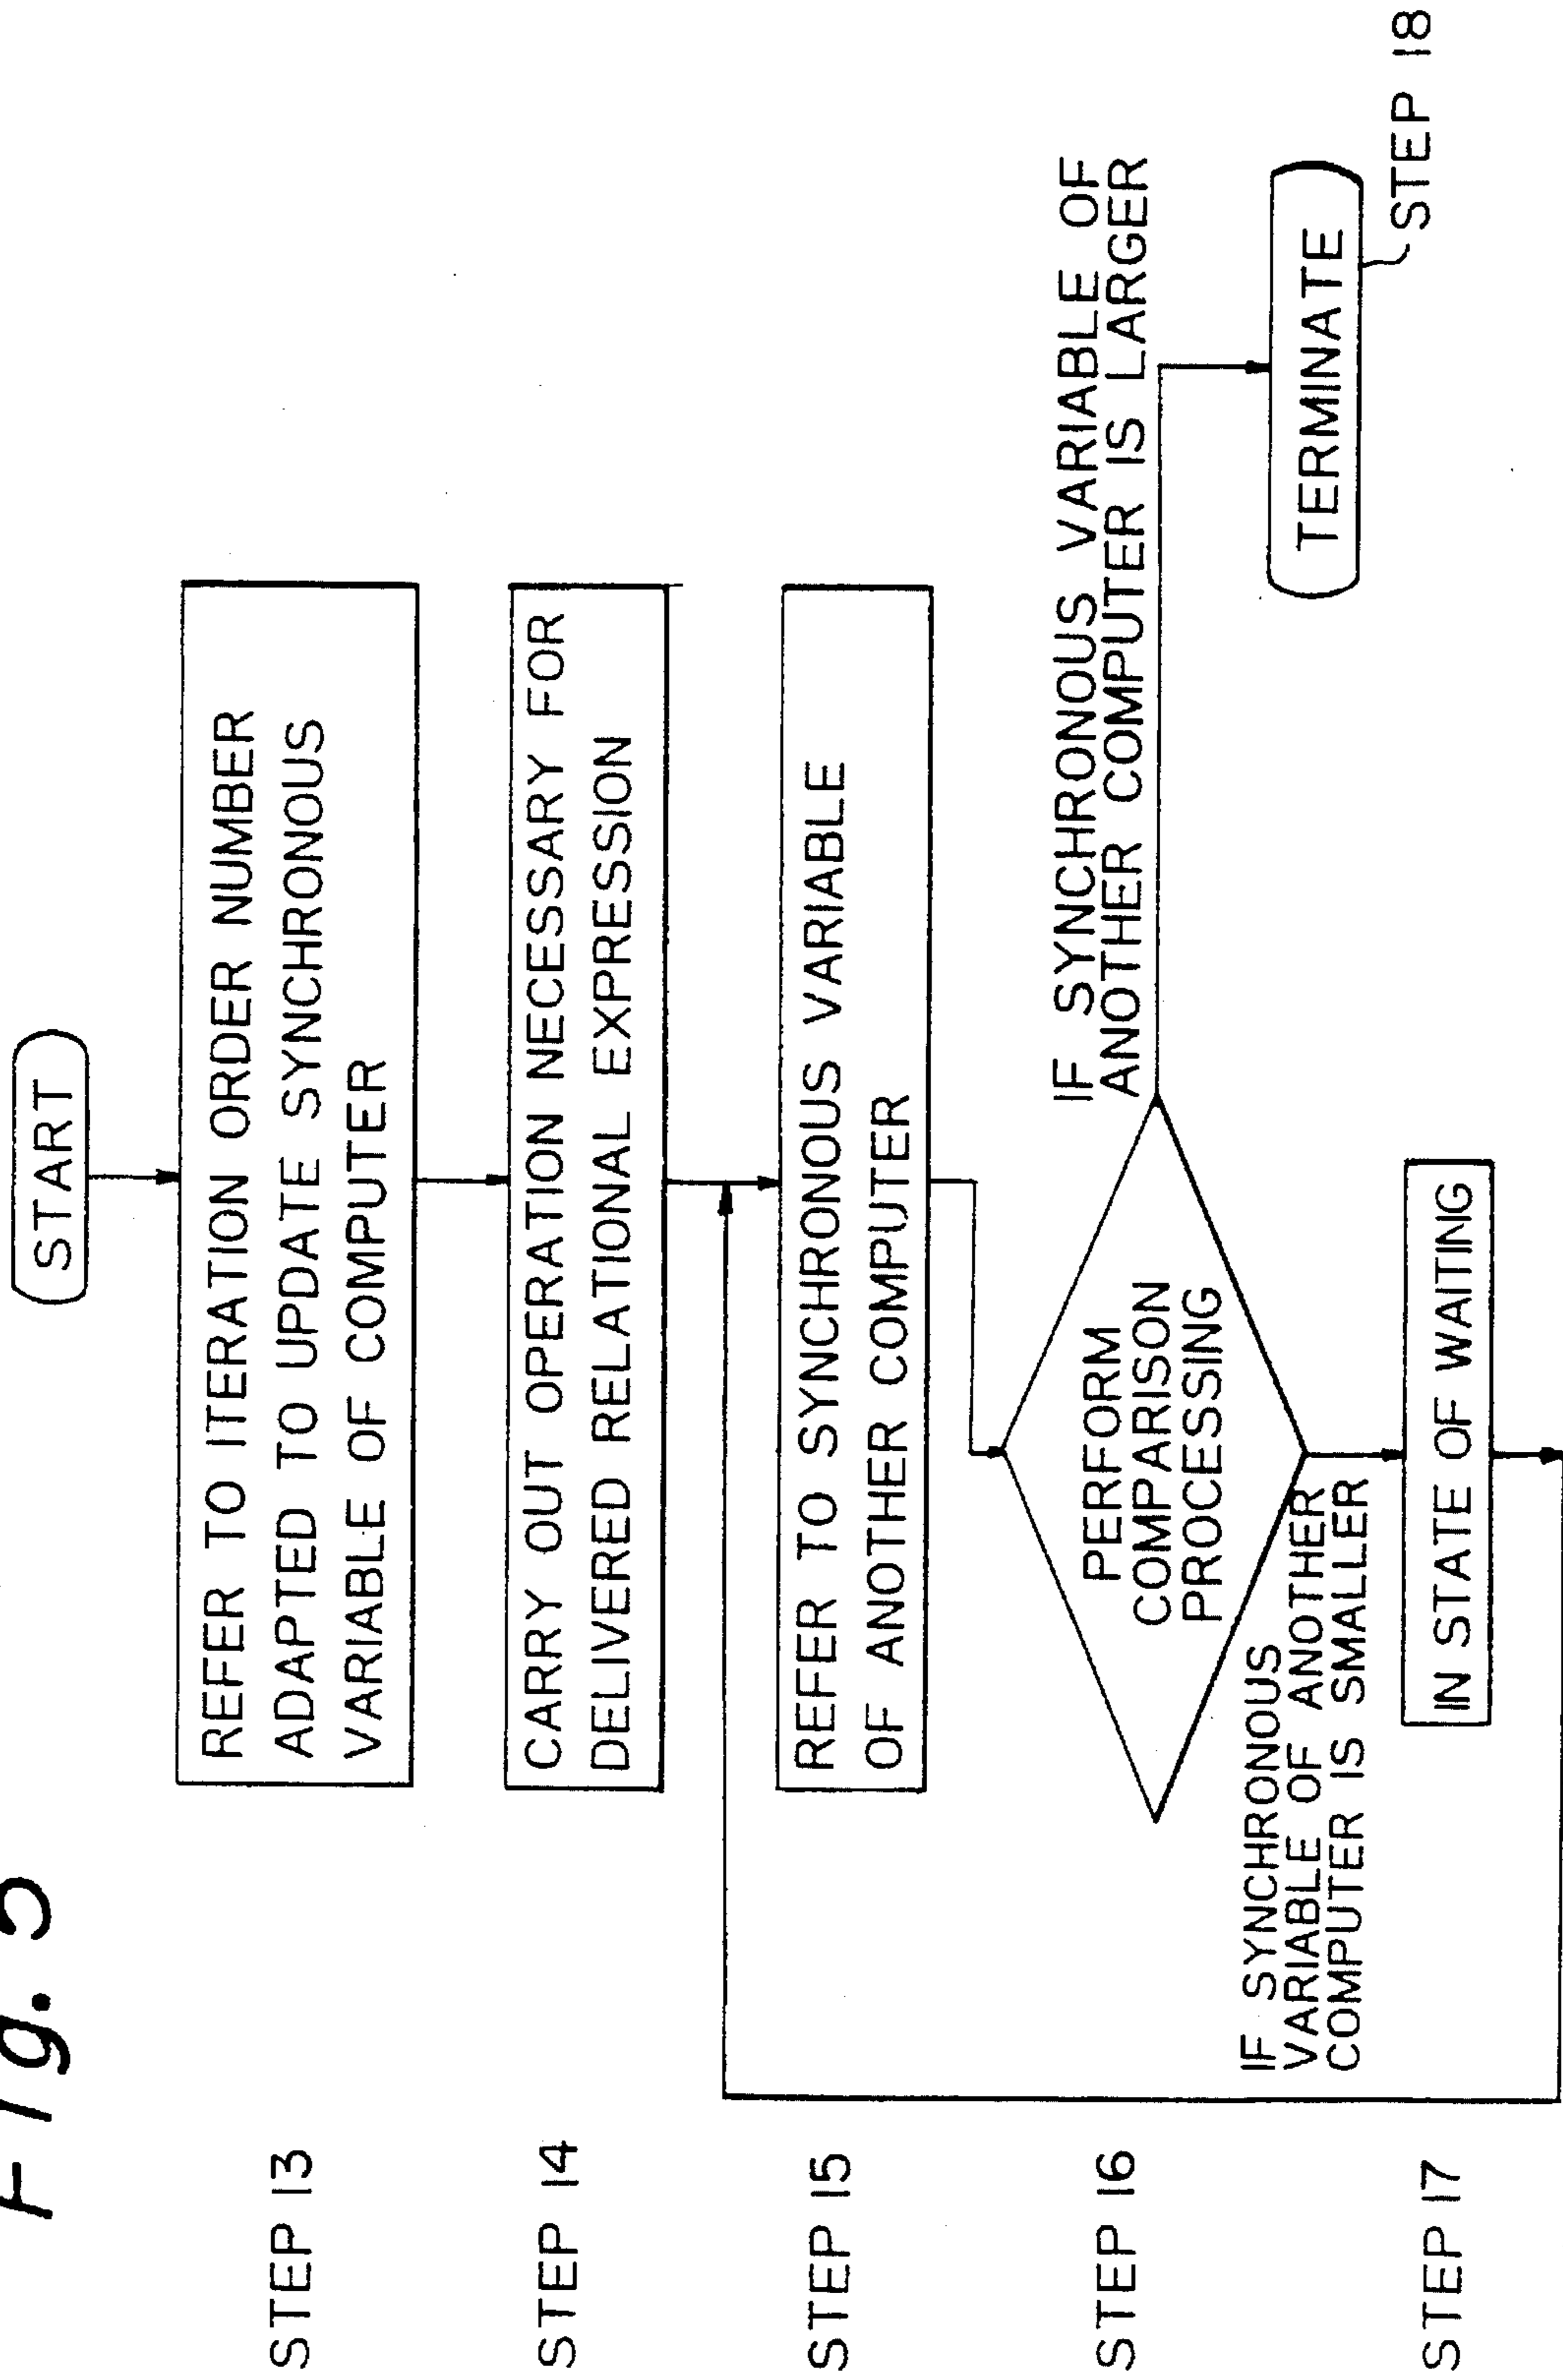 Fig. 5
START
STEP 13
REFER TO ITERATION ORDER NUMBER
ADAPTED TO UPDATE SYNCHRONOUS
VARIABLE OF COMPUTER
STEP 14
CARRY OUT OPERATION NECESSARY FOR
DELIVERED RELATIONAL EXPRESSION
STEP 15
REFER TO SYNCHRONOUS VARIABLE
OF ANOTHER COMPUTER
STEP 16
PERFORM
COMPARISON
PROCESSING
IF SYNCHRONOUS VARIABLE OF
ANOTHER COMPUTER IS LARGER
TERMINATE
STEP 18
IF SYNCHRONOUS
VARIABLE OF ANOTHER
COMPUTER IS SMALLER
STEP 17
IN STATE OF WAITING